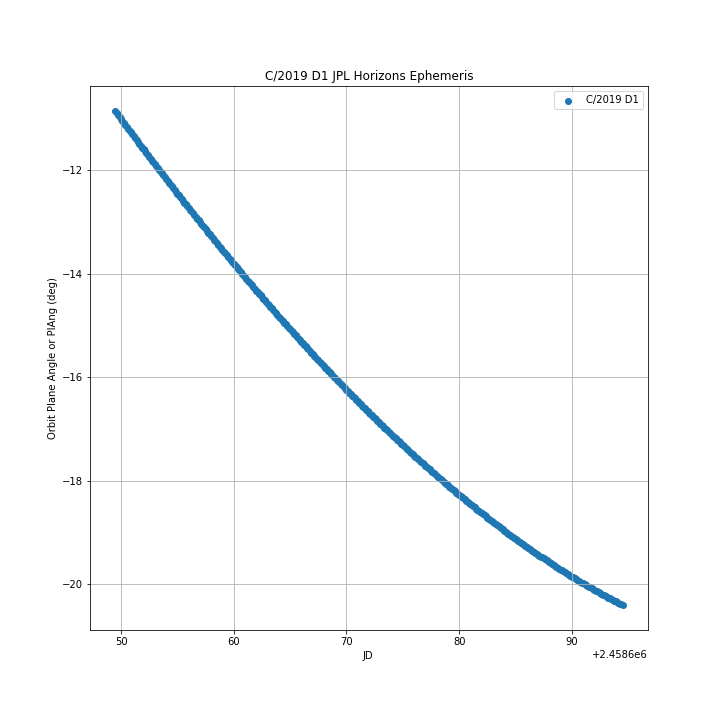 C/2019 D1 JPL Horizons Ephemeris
C/2019 D1
−12
−14
−16
−18
−20
Orbit Plane Angle or PlAng (deg)
50 60 70 80 90
+2.4586e6
JD